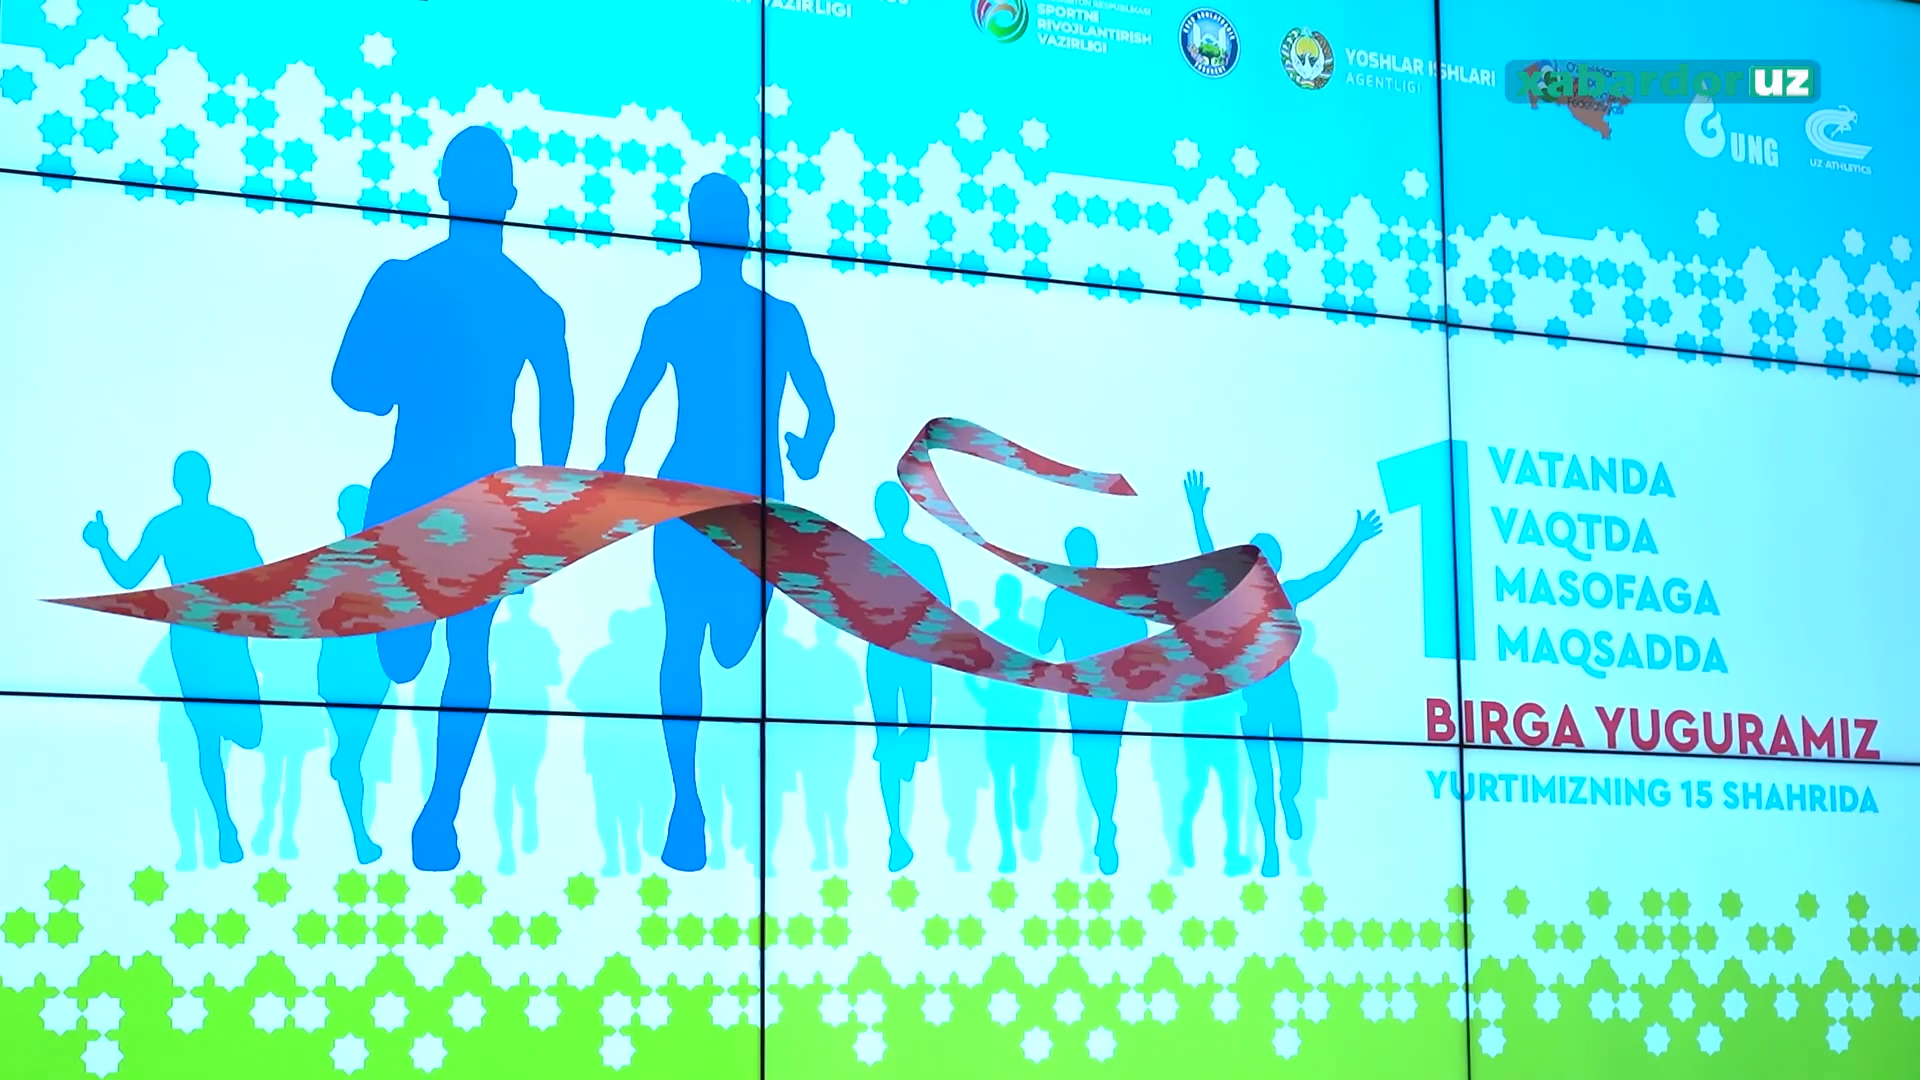 VAZIRLIGI
SPORTNI
RIVOJLANTIRISH
VAZIRLIGI
YOSHLAR ISHLARI
AGENTLIGI
xabardor uz
UNG
UZ ATHLETICS
1
VATANDA
VAQTDA
MASOFAGA
MAQSADDA
BIRGA YUGURAMIZ
YURTIMIZNING 15 SHAHRIDA